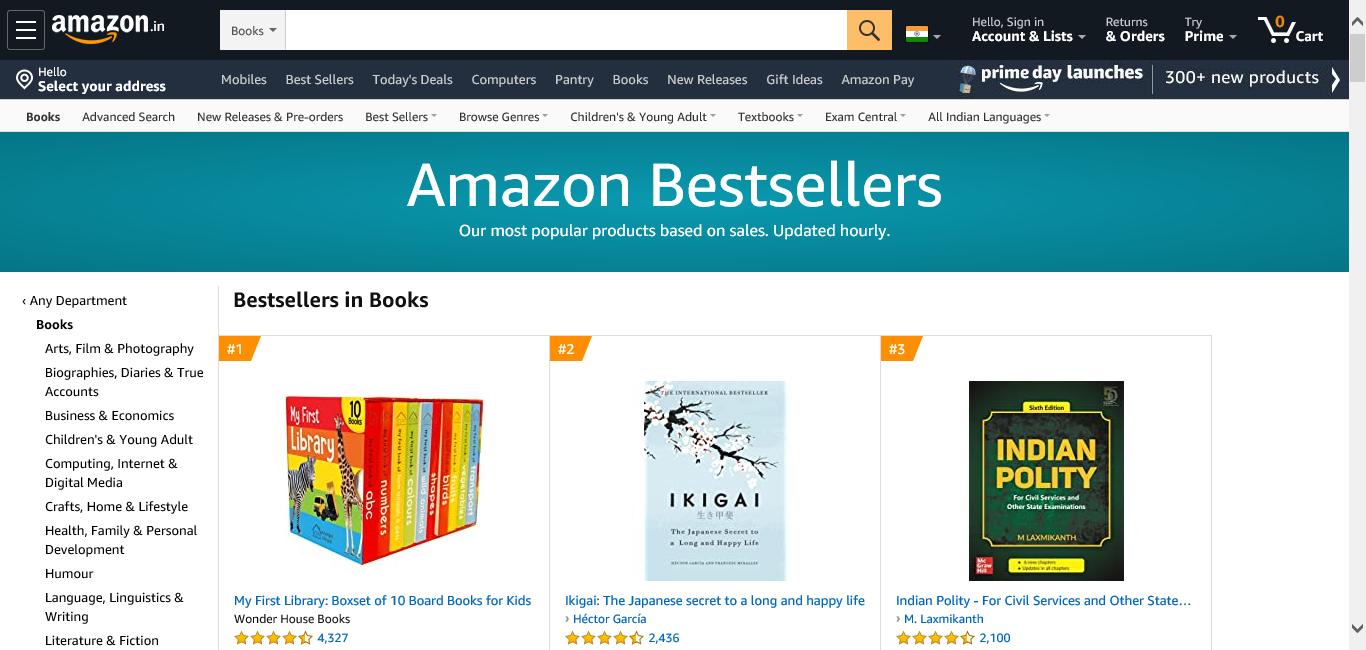 amazon.in
Books
Hello, Sign in
Account & Lists
Returns
& Orders
Try
Prime
0
Cart
Hello
Select your address
Mobiles Best Sellers Today's Deals Computers Pantry Books New Releases Gift Ideas Amazon Pay
prime day launches
300+ new products
Books Advanced Search New Releases & Pre-orders Best Sellers Browse Genres Children's & Young Adult Textbooks Exam Central All Indian Languages
Amazon Bestsellers
Our most popular products based on sales. Updated hourly.
‹ Any Department
Books
Arts, Film & Photography
Biographies, Diaries & True
Accounts
Business & Economics
Children's & Young Adult
Computing, Internet &
Digital Media
Crafts, Home & Lifestyle
Health, Family & Personal
Development
Humour
Language, Linguistics &
Writing
Literature & Fiction
Bestsellers in Books
#1
My First
Library
10
BOOKS
abc
numbers
colours
wild animals
shapes
birds
fruits
vegetables
transport
My First Library: Boxset of 10 Board Books for Kids
Wonder House Books
4,327
#2
THE INTERNATIONAL BESTSELLER
IKIGAI
生き甲斐
The Japanese Secret to
a Long and Happy Life
HÉCTOR GARCÍA AND FRANCESC MIRALLES
Ikigai: The Japanese secret to a long and happy life
› Héctor García
2,436
#3
Sixth Edition
INDIAN
POLITY
For Civil Services and
Other State Examinations
M LAXMIKANTH
Mc
Graw
Hill
• 6 new chapters
• Updates in all chapters
Indian Polity - For Civil Services and Other State…
› M. Laxmikanth
2,100